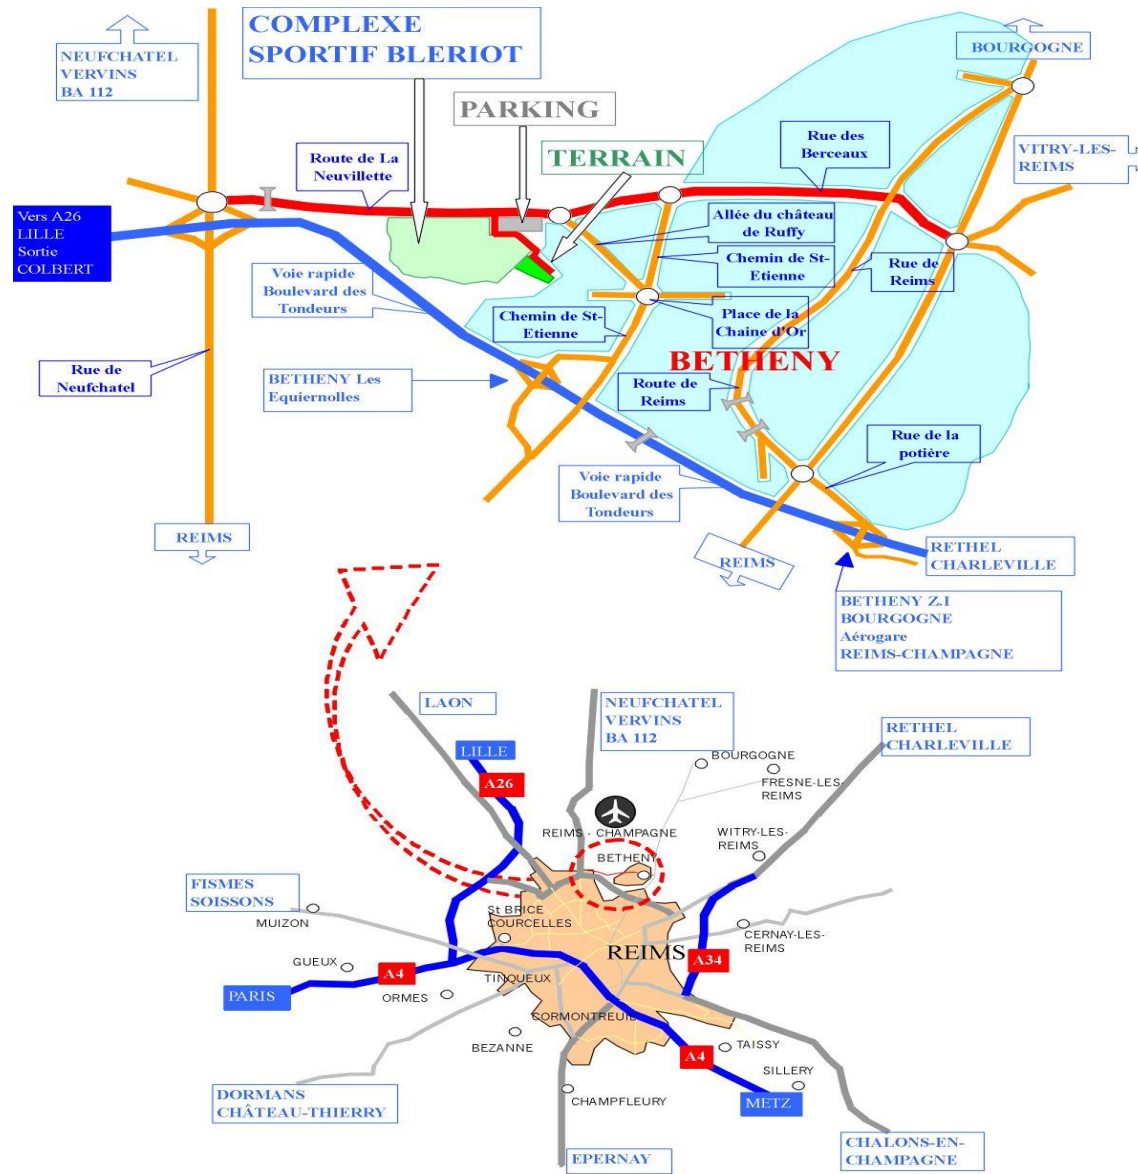 COMPLEXE
SPORTIF BLERIOT
NEUFCHATEL
VERVINS
BA 112
BOURGOGNE
PARKING
TERRAIN
Rue des
Berceaux
VITRY-LES-
REIMS
Route de La
Neuvillette
Vers A26
LILLE
Sortie
COLBERT
Allée du château
de Ruffy
Chemin de St-
Etienne
Rue de
Reims
Voie rapide
Boulevard des
Tondeurs
Chemin de St-
Etienne
Place de la
Chaine d'Or
BETHENY
Rue de
Neufchatel
BETHENY Les
Equiernolles
Route de
Reims
Rue de la
potière
Voie rapide
Boulevard des
Tondeurs
REIMS
REIMS
RETHEL
CHARLEVILLE
BETHENY Z.I
BOURGOGNE
Aérogare
REIMS-CHAMPAGNE
LAON
NEUFCHATEL
VERVINS
BA 112
RETHEL
CHARLEVILLE
LILLE
A26
BOURGOGNE
FRESNE-LES-
REIMS
REIMS - CHAMPAGNE
WITRY-LES-
REIMS
BETHENY
FISMES
SOISSONS
MUIZON
St BRICE
COURCELLES
CERNAY-LES-
REIMS
REIMS
A34
GUEUX
A4
TINQUEUX
PARIS
ORMES
CORMONTREUIL
BEZANNE
TAISSY
A4
SILLERY
DORMANS
CHÂTEAU-THIERRY
CHAMPFLEURY
METZ
EPERNAY
CHALONS-EN-
CHAMPAGNE